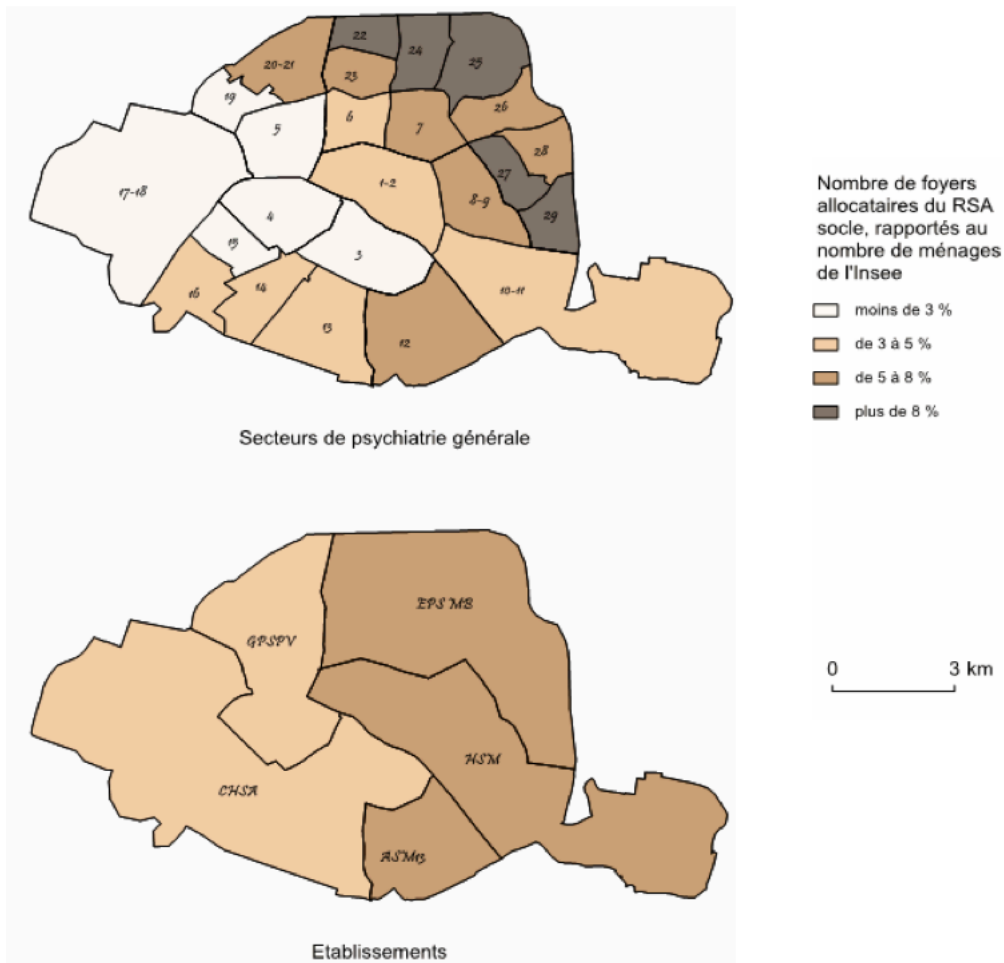 22
24
25
20-21
23
19
26
6
7
5
28
27
1-2
17-18
8-9
4
29
15
3
10-11
16
14
13
12
Secteurs de psychiatrie générale
Nombre de foyers
allocataires du RSA
socle, rapportés au
nombre de ménages
de l'Insee
moins de 3 %
de 3 à 5 %
de 5 à 8 %
plus de 8 %
EPS MB
GPSPV
HSM
CHSA
ASM13
0 3 km
Etablissements